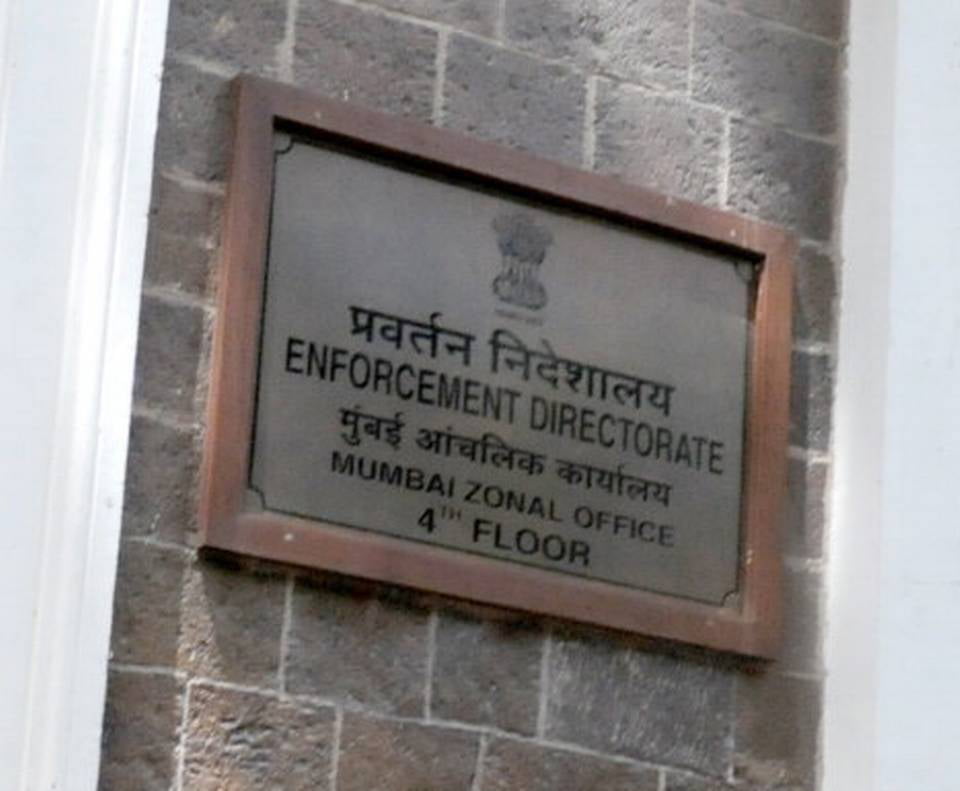 प्रवर्तन निदेशालय
ENFORCEMENT DIRECTORATE
मुंबई आंचलिक कार्यालय
MUMBAI ZONAL OFFICE
4TH FLOOR